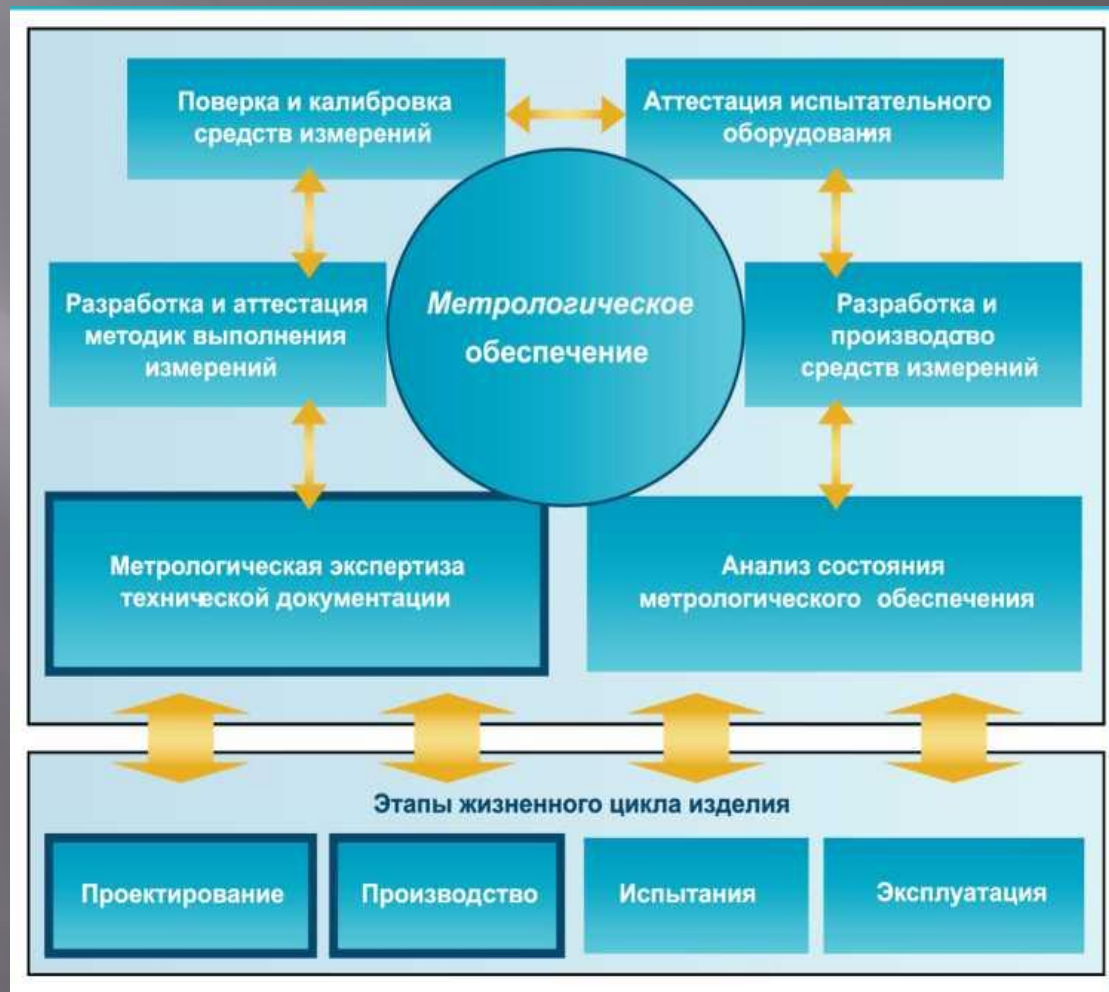 Поверка и калибровка
средств измерений
Аттестация испытательного
оборудования
Метрологическое
обеспечение
Разработка и аттестация
методик выполнения
измерений
Разработка и
производство
средств измерений
Метрологическая экспертиза
технической документации
Анализ состояния
метрологического обеспечения
Этапы жизненного цикла изделия
Проектирование
Производство
Испытания
Эксплуатация